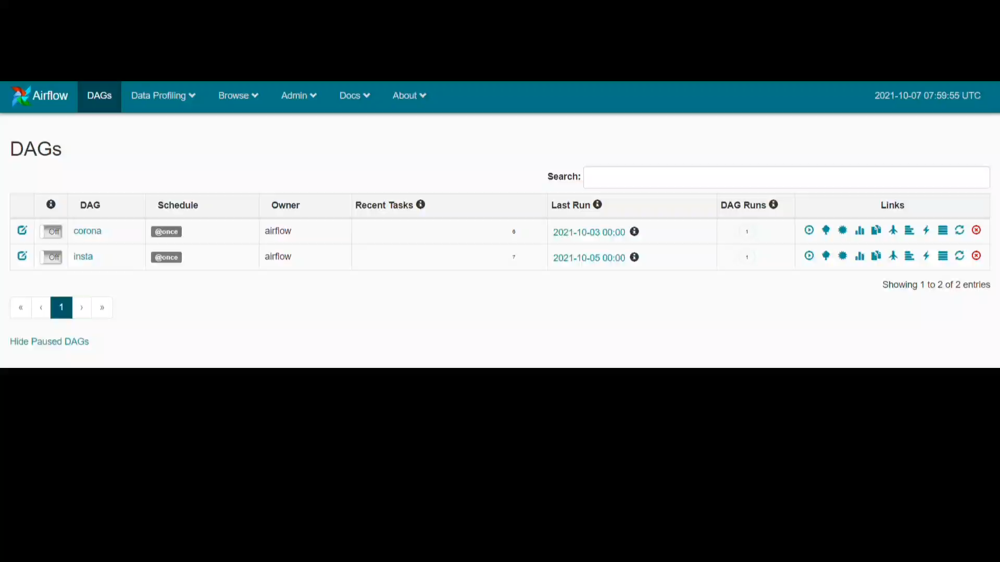 Airflow DAGs Data Profiling Browse Admin Docs About 2021-10-07 07:59:55 UTC
DAGs
Search:
DAG Schedule Owner Recent Tasks Last Run DAG Runs Links
Off corona @once airflow 6 2021-10-03 00:00 1
Off insta @once airflow 7 2021-10-05 00:00 1
Showing 1 to 2 of 2 entries
« ‹ 1 › »
Hide Paused DAGs